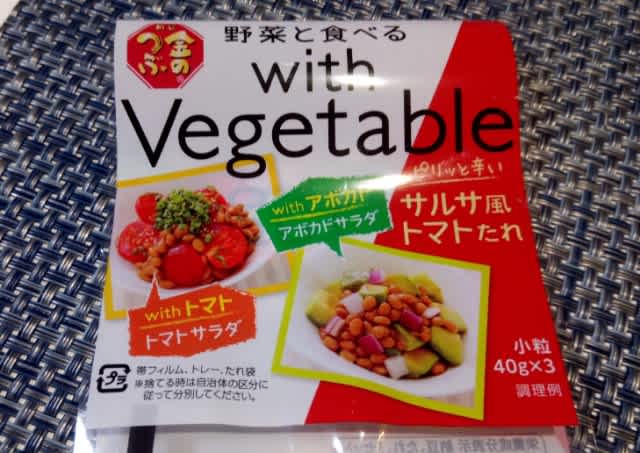 金の
つぶ
野菜と食べる
with
Vegetable
ピリッと辛い
サルサ風
トマトたれ
with アボカド
アボカドサラダ
with トマト
トマトサラダ
プラ
帯フィルム、トレー、たれ袋
※捨てる時は自治体の区分に
従って分別してください。
小粒
40g×3
調理例